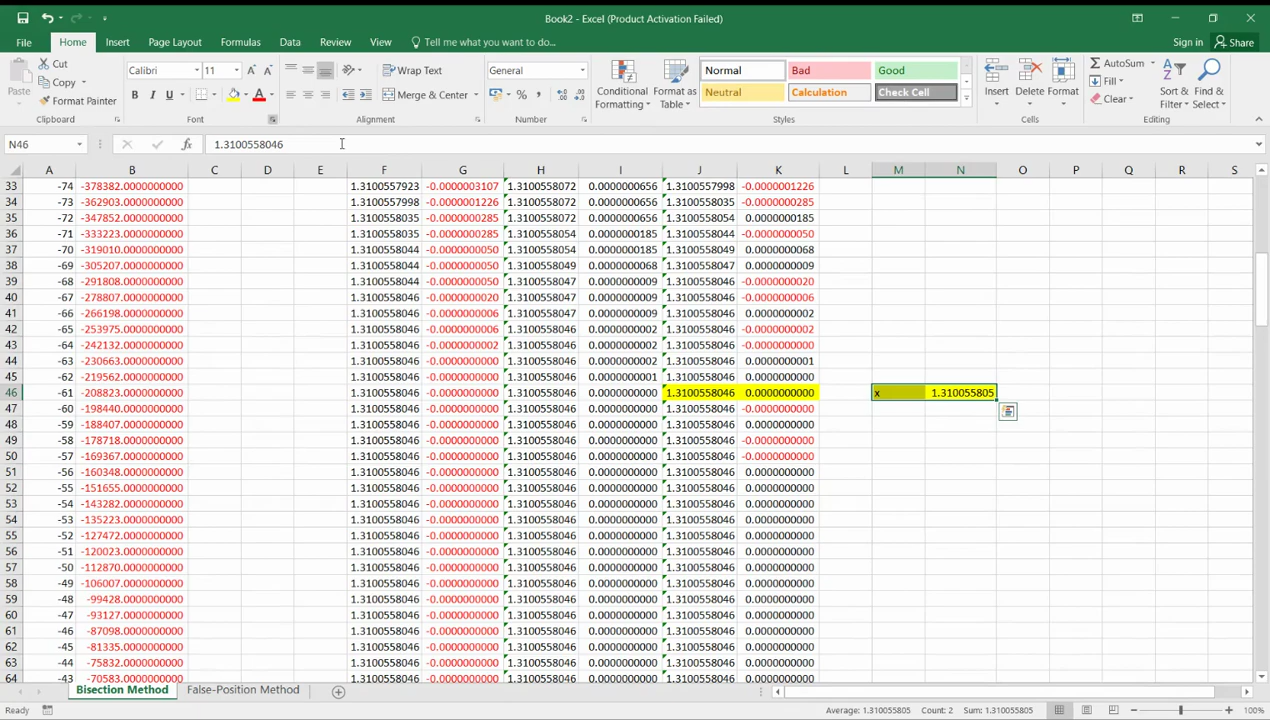 Book2 - Excel (Product Activation Failed)
File Home Insert Page Layout Formulas Data Review View Tell me what you want to do... Sign in Share
Paste Cut Copy Format Painter Clipboard
Calibri 11 B I U A Font
Wrap Text Merge & Center Alignment
General % , Number
Conditional Formatting Format as Table Normal Bad Good Neutral Calculation Check Cell Styles
Insert Delete Format Cells
AutoSum Fill Clear Sort & Filter Find & Select Editing
N46 fx 1.3100558046
A B C D E F G H I J K L M N O P Q R S
33 -74 -378382.0000000000 1.3100557923 -0.0000003107 1.3100558072 0.0000000656 1.3100557998 -0.0000001226
34 -73 -362903.0000000000 1.3100557998 -0.0000001226 1.3100558072 0.0000000656 1.3100558035 -0.0000000285
35 -72 -347852.0000000000 1.3100558035 -0.0000000285 1.3100558072 0.0000000656 1.3100558054 0.0000000185
36 -71 -333223.0000000000 1.3100558035 -0.0000000285 1.3100558054 0.0000000185 1.3100558044 -0.0000000050
37 -70 -319010.0000000000 1.3100558044 -0.0000000050 1.3100558054 0.0000000185 1.3100558049 0.0000000068
38 -69 -305207.0000000000 1.3100558044 -0.0000000050 1.3100558049 0.0000000068 1.3100558047 0.0000000009
39 -68 -291808.0000000000 1.3100558044 -0.0000000050 1.3100558047 0.0000000009 1.3100558046 -0.0000000020
40 -67 -278807.0000000000 1.3100558046 -0.0000000020 1.3100558047 0.0000000009 1.3100558046 -0.0000000006
41 -66 -266198.0000000000 1.3100558046 -0.0000000006 1.3100558047 0.0000000009 1.3100558046 0.0000000002
42 -65 -253975.0000000000 1.3100558046 -0.0000000006 1.3100558046 0.0000000002 1.3100558046 -0.0000000002
43 -64 -242132.0000000000 1.3100558046 -0.0000000002 1.3100558046 0.0000000002 1.3100558046 -0.0000000000
44 -63 -230663.0000000000 1.3100558046 -0.0000000000 1.3100558046 0.0000000002 1.3100558046 0.0000000001
45 -62 -219562.0000000000 1.3100558046 -0.0000000000 1.3100558046 0.0000000001 1.3100558046 0.0000000000
46 -61 -208823.0000000000 1.3100558046 -0.0000000000 1.3100558046 0.0000000000 1.3100558046 0.0000000000 x 1.310055805
47 -60 -198440.0000000000 1.3100558046 -0.0000000000 1.3100558046 0.0000000000 1.3100558046 -0.0000000000
48 -59 -188407.0000000000 1.3100558046 -0.0000000000 1.3100558046 0.0000000000 1.3100558046 0.0000000000
49 -58 -178718.0000000000 1.3100558046 -0.0000000000 1.3100558046 0.0000000000 1.3100558046 -0.0000000000
50 -57 -169367.0000000000 1.3100558046 -0.0000000000 1.3100558046 0.0000000000 1.3100558046 -0.0000000000
51 -56 -160348.0000000000 1.3100558046 -0.0000000000 1.3100558046 0.0000000000 1.3100558046 0.0000000000
52 -55 -151655.0000000000 1.3100558046 -0.0000000000 1.3100558046 0.0000000000 1.3100558046 0.0000000000
53 -54 -143282.0000000000 1.3100558046 -0.0000000000 1.3100558046 0.0000000000 1.3100558046 0.0000000000
54 -53 -135223.0000000000 1.3100558046 -0.0000000000 1.3100558046 0.0000000000 1.3100558046 0.0000000000
55 -52 -127472.0000000000 1.3100558046 -0.0000000000 1.3100558046 0.0000000000 1.3100558046 0.0000000000
56 -51 -120023.0000000000 1.3100558046 -0.0000000000 1.3100558046 0.0000000000 1.3100558046 0.0000000000
57 -50 -112870.0000000000 1.3100558046 -0.0000000000 1.3100558046 0.0000000000 1.3100558046 0.0000000000
58 -49 -106007.0000000000 1.3100558046 -0.0000000000 1.3100558046 0.0000000000 1.3100558046 0.0000000000
59 -48 -99428.0000000000 1.3100558046 -0.0000000000 1.3100558046 0.0000000000 1.3100558046 0.0000000000
60 -47 -93127.0000000000 1.3100558046 -0.0000000000 1.3100558046 0.0000000000 1.3100558046 0.0000000000
61 -46 -87098.0000000000 1.3100558046 -0.0000000000 1.3100558046 0.0000000000 1.3100558046 0.0000000000
62 -45 -81335.0000000000 1.3100558046 -0.0000000000 1.3100558046 0.0000000000 1.3100558046 0.0000000000
63 -44 -75832.0000000000 1.3100558046 -0.0000000000 1.3100558046 0.0000000000 1.3100558046 0.0000000000
64 -43 -70583.0000000000 1.3100558046 -0.0000000000 1.3100558046 0.0000000000 1.3100558046 0.0000000000
Bisection Method False-Position Method
Ready Average: 1.310055805 Count: 2 Sum: 1.310055805 100%